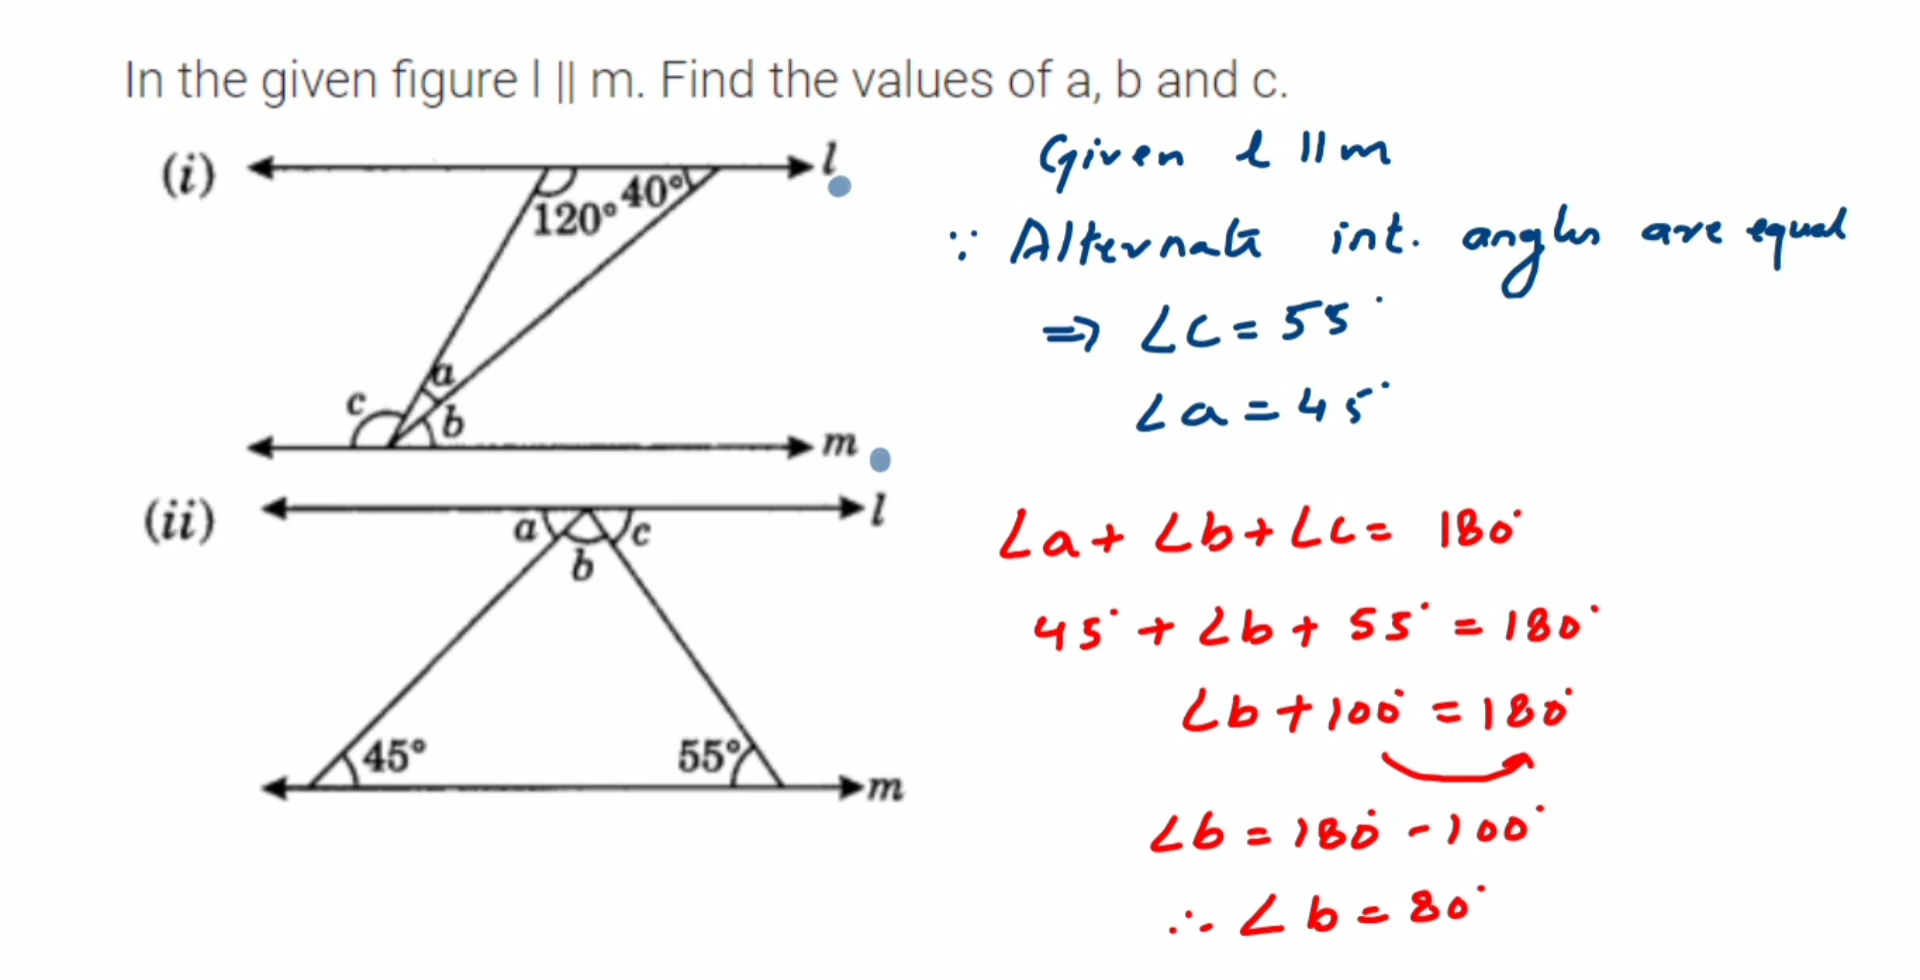 In the given figure l || m. Find the values of a, b and c.
(i)
l
120° 40°
a
c
b
m
(ii)
l
a
c
b
45°
55°
m
Given l || m
∵ Alternate int. angles are equal
⇒ ∠c = 55°
∠a = 45°
∠a + ∠b + ∠c = 180°
45° + ∠b + 55° = 180°
∠b + 100° = 180°
∠b = 180° - 100°
∴ ∠b = 80°